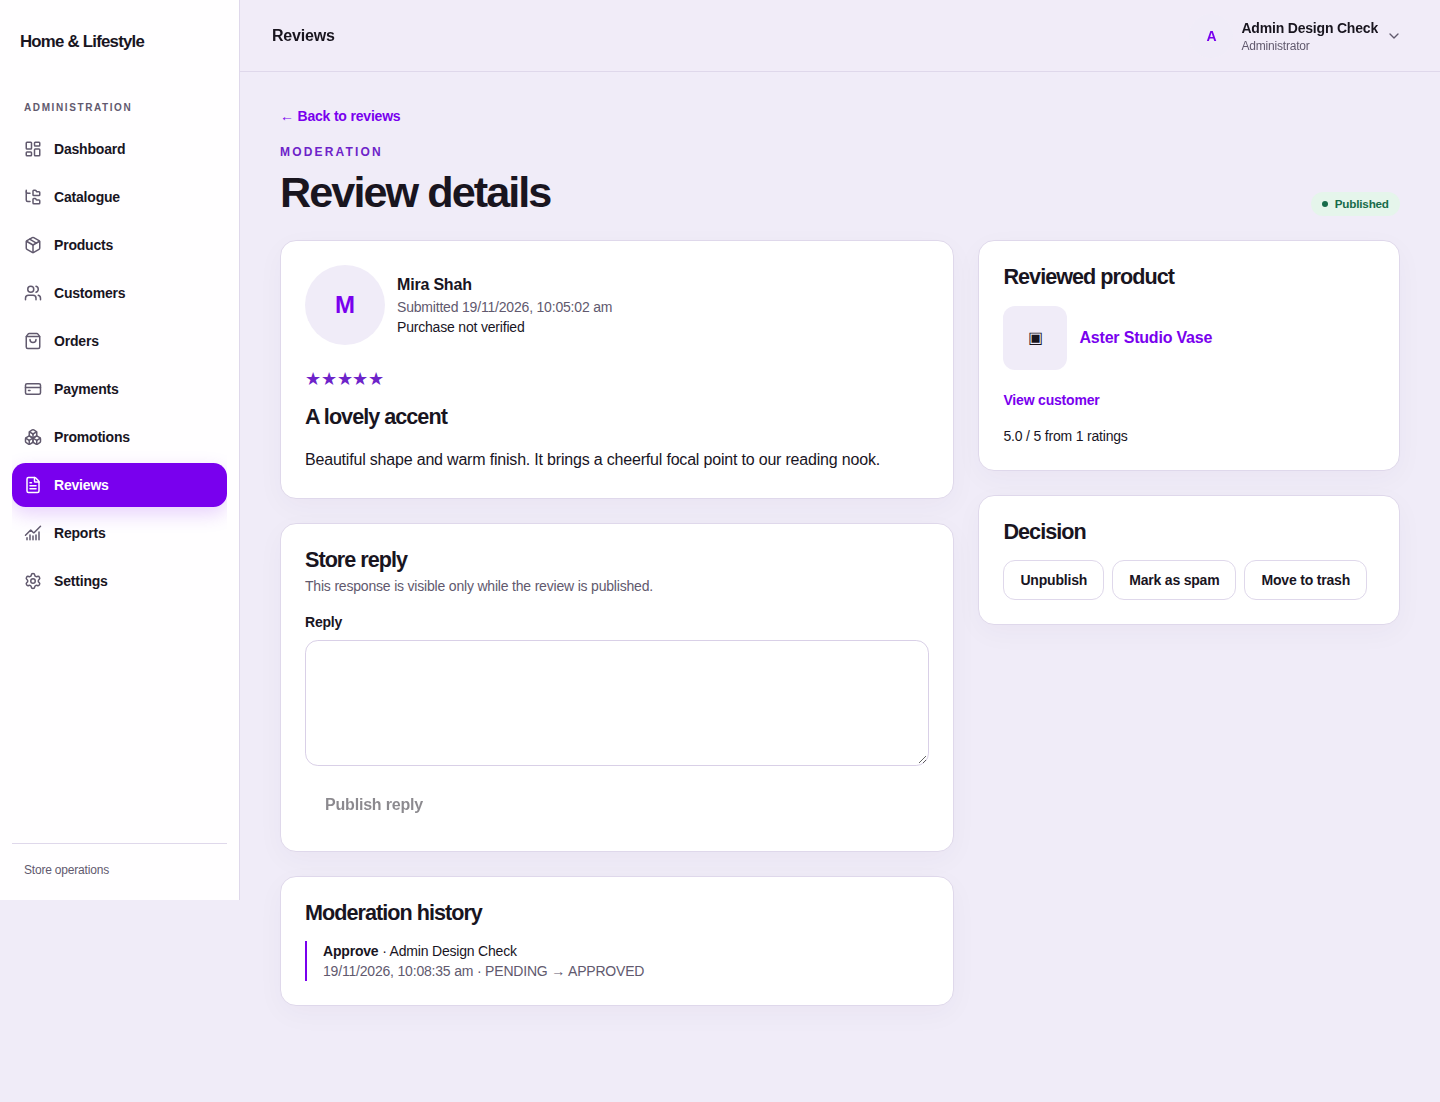 Home & Lifestyle
ADMINISTRATION
Dashboard
Catalogue
Products
Customers
Orders
Payments
Promotions
Reviews
Reports
Settings
Store operations
Reviews
A
Admin Design Check
Administrator
← Back to reviews
MODERATION
Review details
Published
M
Mira Shah
Submitted 19/11/2026, 10:05:02 am
Purchase not verified
★★★★★
A lovely accent
Beautiful shape and warm finish. It brings a cheerful focal point to our reading nook.
Store reply
This response is visible only while the review is published.
Reply
Publish reply
Moderation history
Approve · Admin Design Check
19/11/2026, 10:08:35 am · PENDING → APPROVED
Reviewed product
▣
Aster Studio Vase
View customer
5.0 / 5 from 1 ratings
Decision
Unpublish
Mark as spam
Move to trash